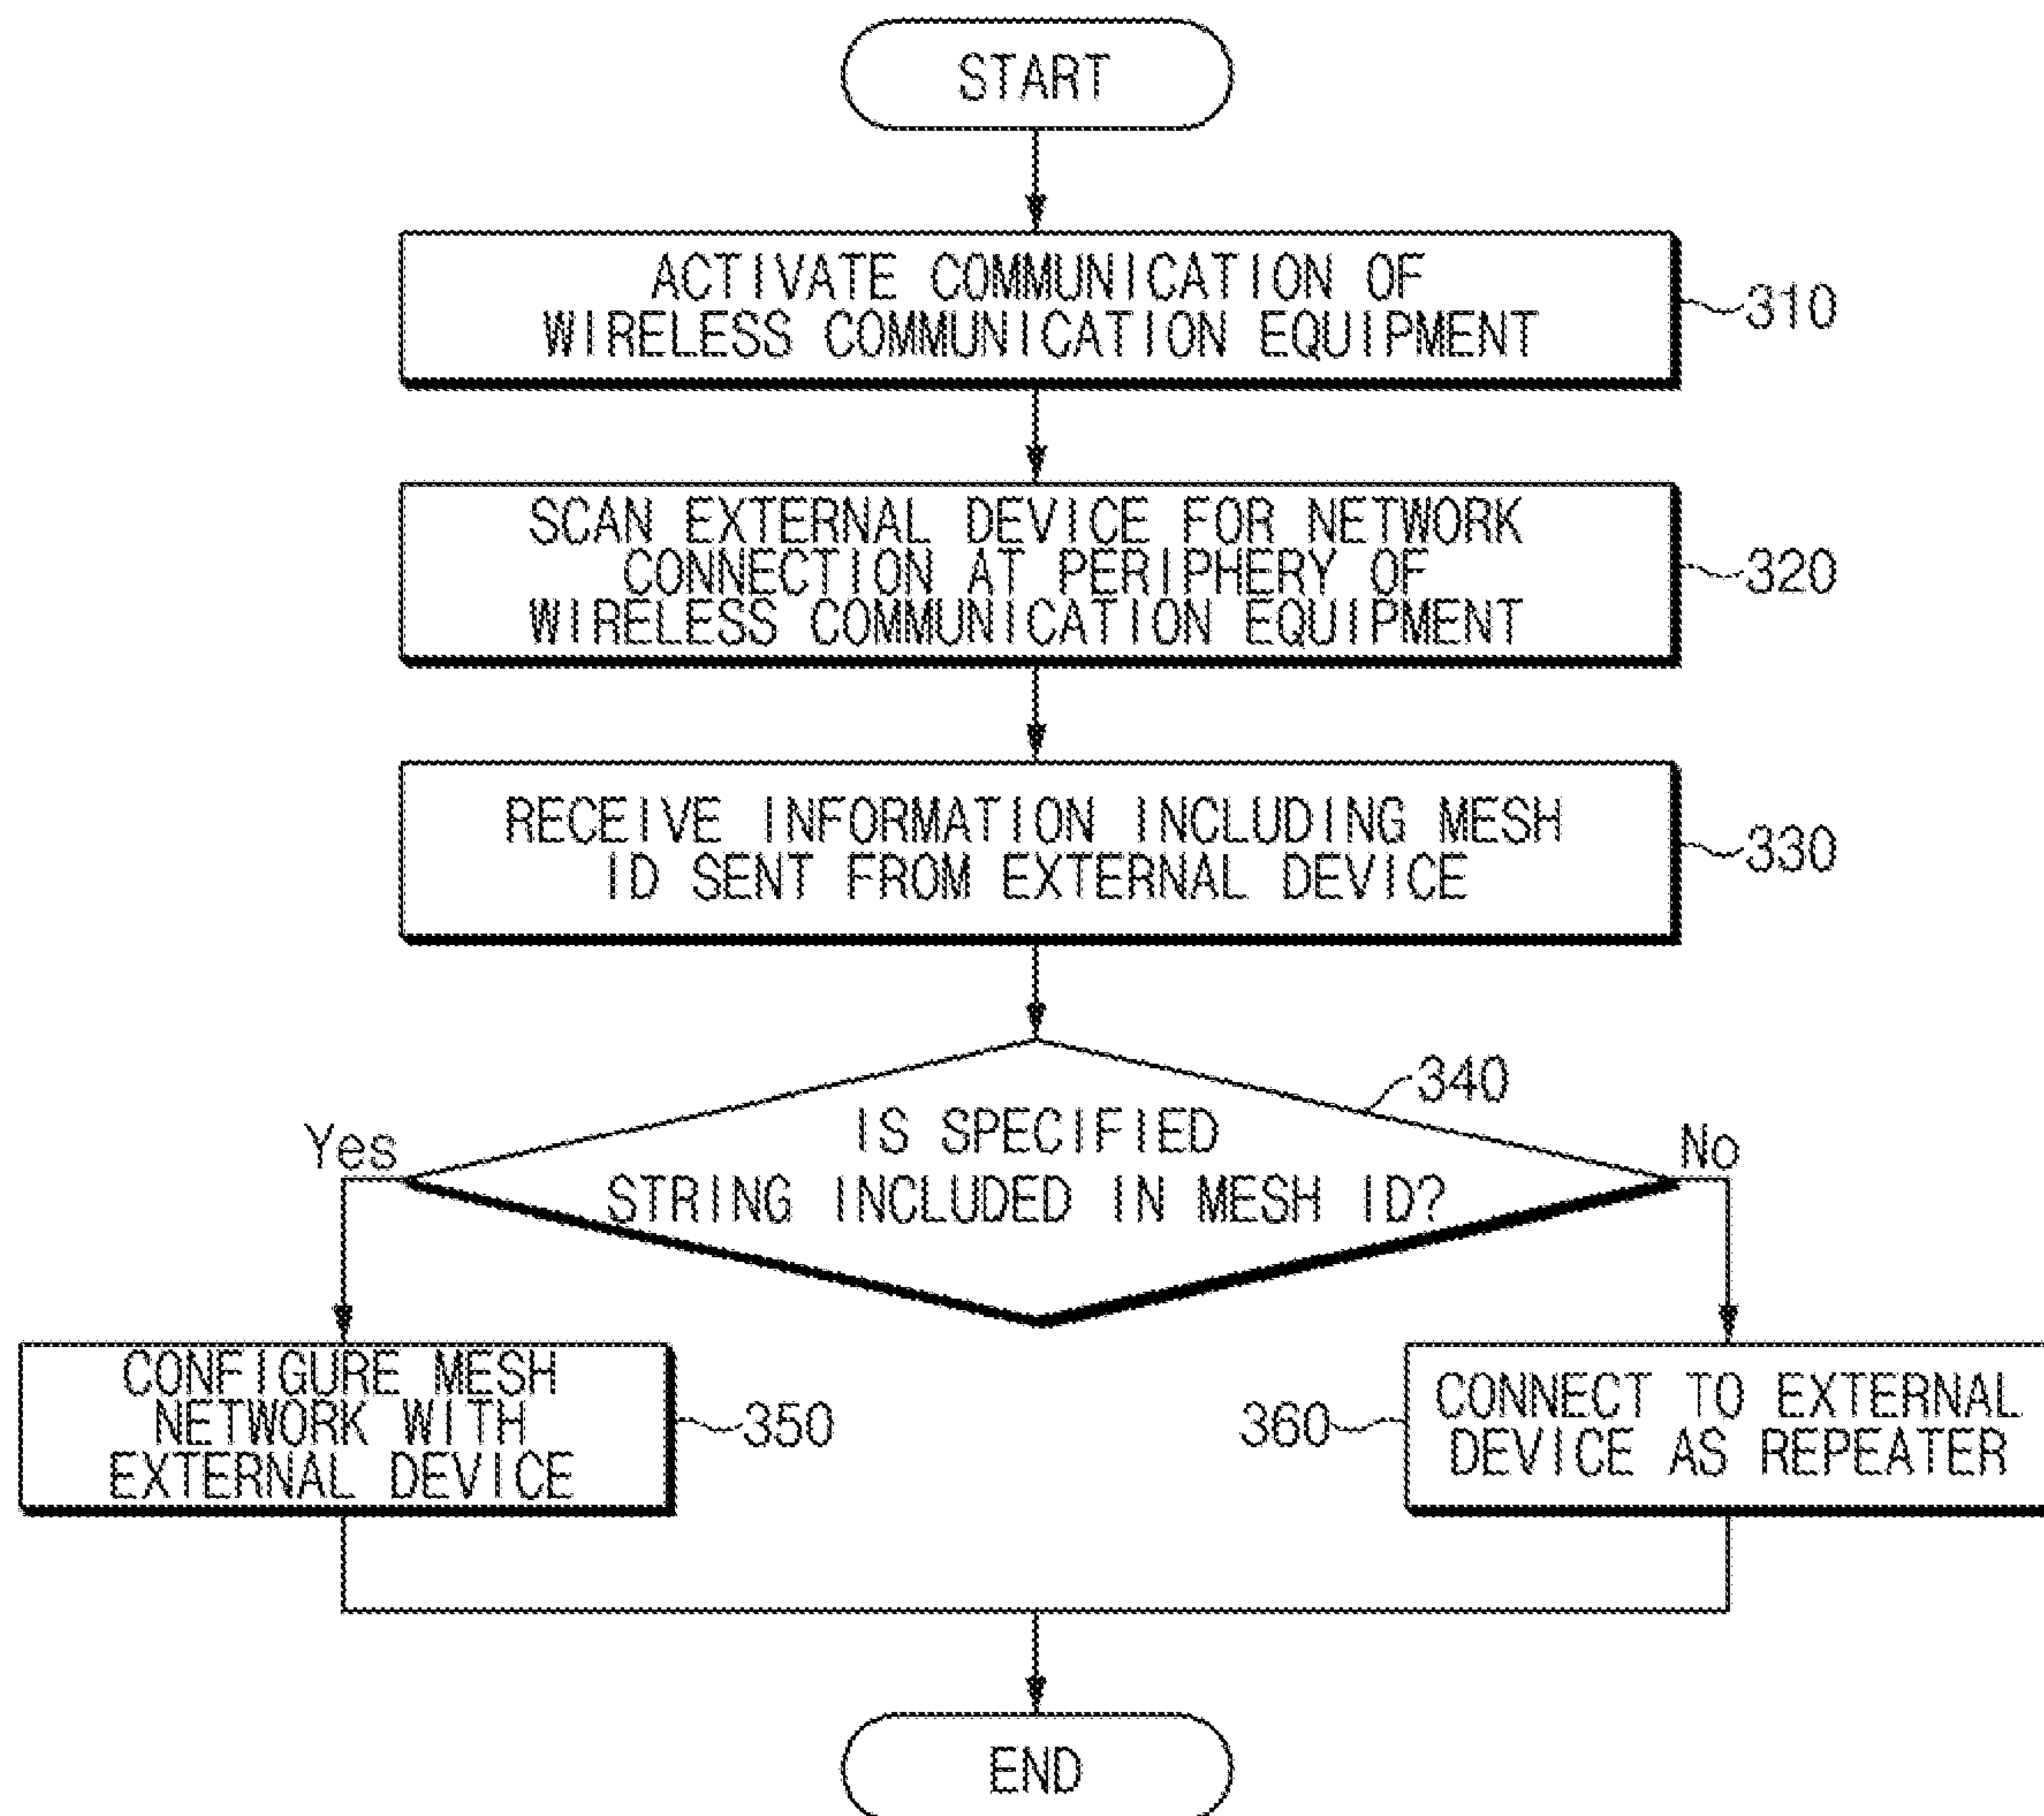 START
ACTIVATE COMMUNICATION OF
WIRELESS COMMUNICATION EQUIPMENT
310
SCAN EXTERNAL DEVICE FOR NETWORK
CONNECTION AT PERIPHERY OF
WIRELESS COMMUNICATION EQUIPMENT
320
RECEIVE INFORMATION INCLUDING MESH
ID SENT FROM EXTERNAL DEVICE
330
340
IS SPECIFIED
STRING INCLUDED IN MESH ID?
Yes
No
CONFIGURE MESH
NETWORK WITH
EXTERNAL DEVICE
350
360
CONNECT TO EXTERNAL
DEVICE AS REPEATER
END